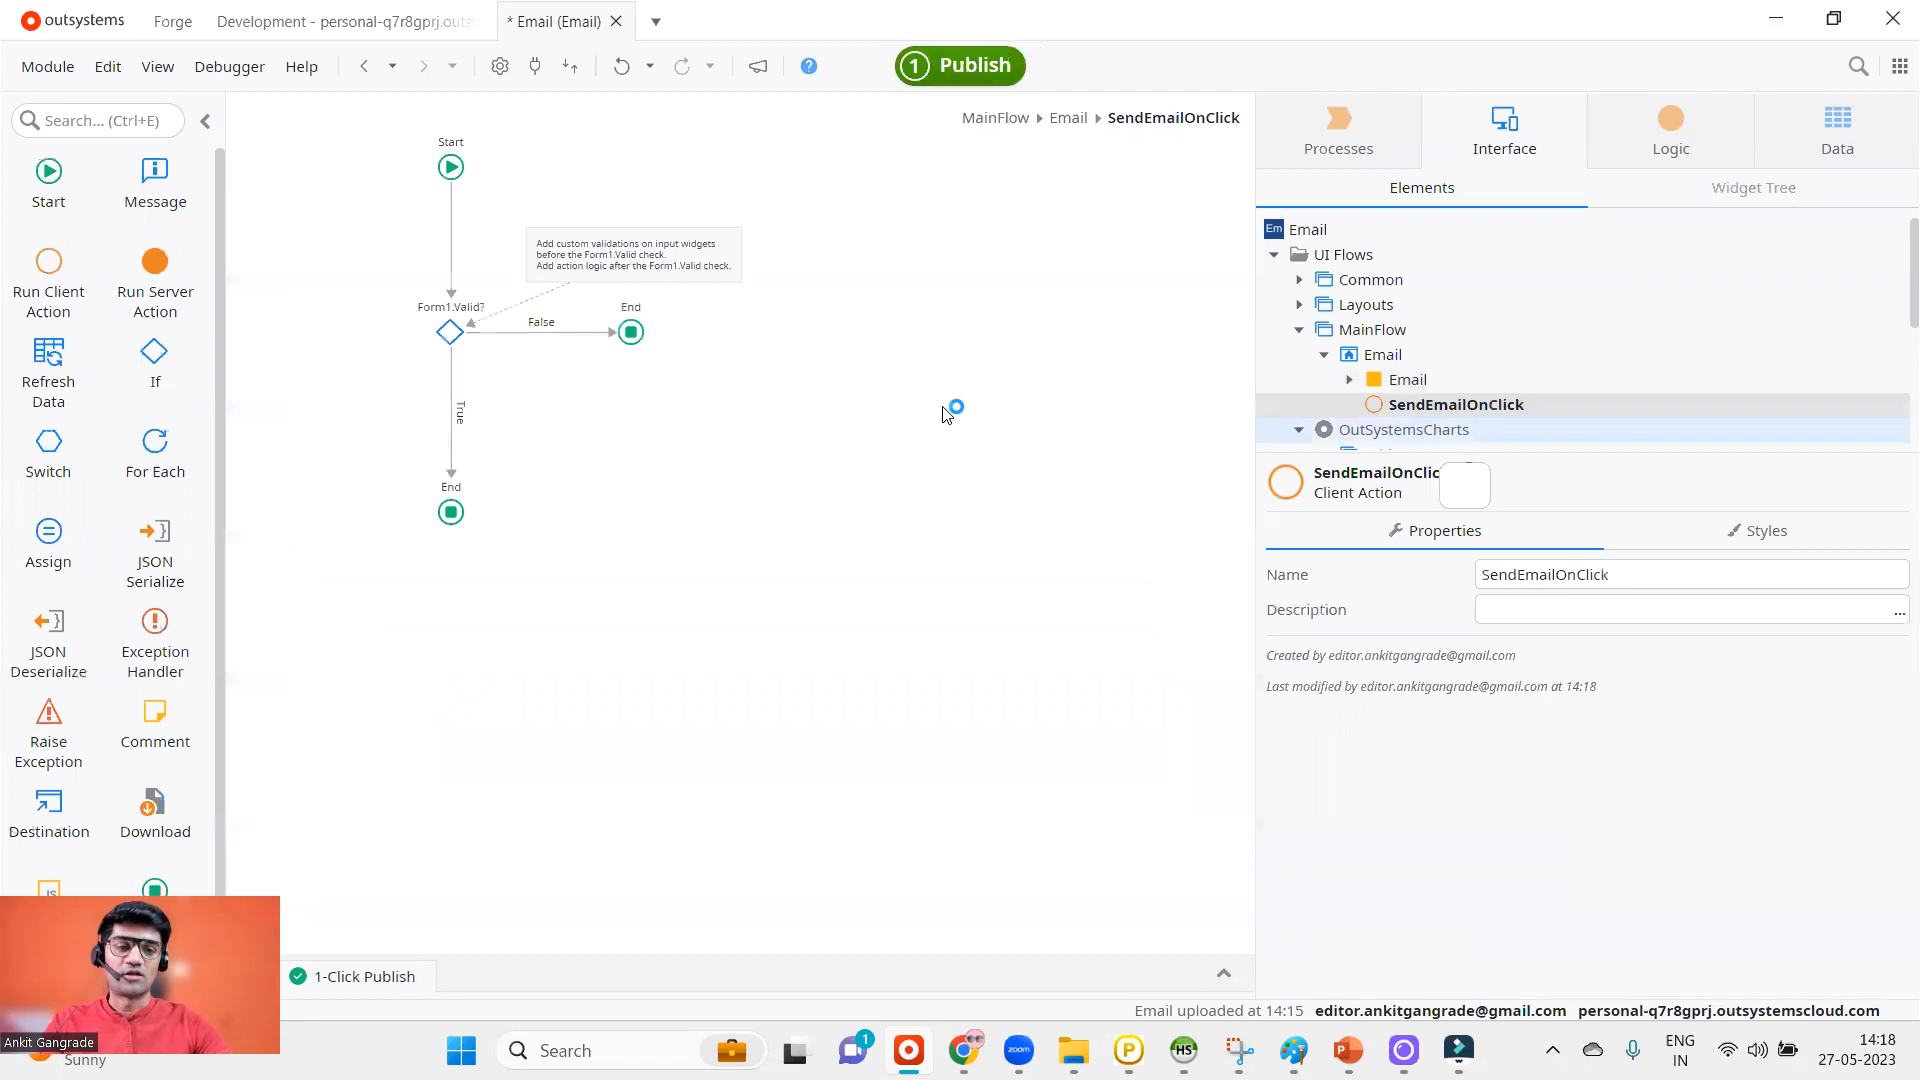 outsystems
Forge
Development - personal-q7r8gprj.outs
* Email (Email)
Module
Edit
View
Debugger
Help
1
Publish
Search... (Ctrl+E)
Start
Message
Run Client
Action
Run Server
Action
Refresh
Data
If
Switch
For Each
Assign
JSON
Serialize
JSON
Deserialize
Exception
Handler
Raise
Exception
Comment
Destination
Download
JS
MainFlow
Email
SendEmailOnClick
Start
Add custom validations on input widgets
before the Form1.Valid check.
Add action logic after the Form1.Valid check.
Form1.Valid?
False
End
True
End
Processes
Interface
Logic
Data
Elements
Widget Tree
Em
Email
UI Flows
Common
Layouts
MainFlow
Email
Email
SendEmailOnClick
OutSystemsCharts
SendEmailOnClic
Client Action
Properties
Styles
Name
SendEmailOnClick
Description
...
Created by editor.ankitgangrade@gmail.com
Last modified by editor.ankitgangrade@gmail.com at 14:18
1-Click Publish
Email uploaded at 14:15
editor.ankitgangrade@gmail.com
personal-q7r8gprj.outsystemscloud.com
Ankit Gangrade
Sunny
Search
1
zoom
P
HS
P
ENG
IN
14:18
27-05-2023